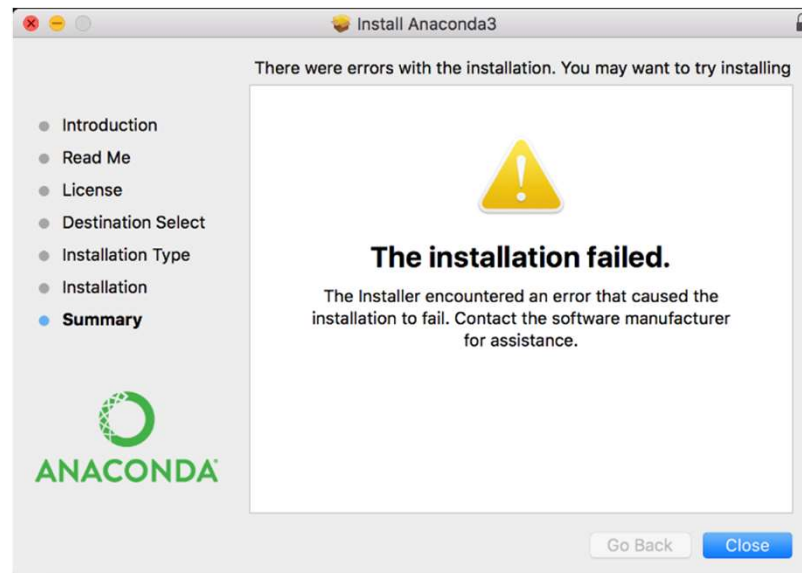 Install Anaconda3
There were errors with the installation. You may want to try installing
Introduction
Read Me
License
Destination Select
Installation Type
Installation
Summary
The installation failed.
The Installer encountered an error that caused the
installation to fail. Contact the software manufacturer
for assistance.
ANACONDA
Go Back
Close